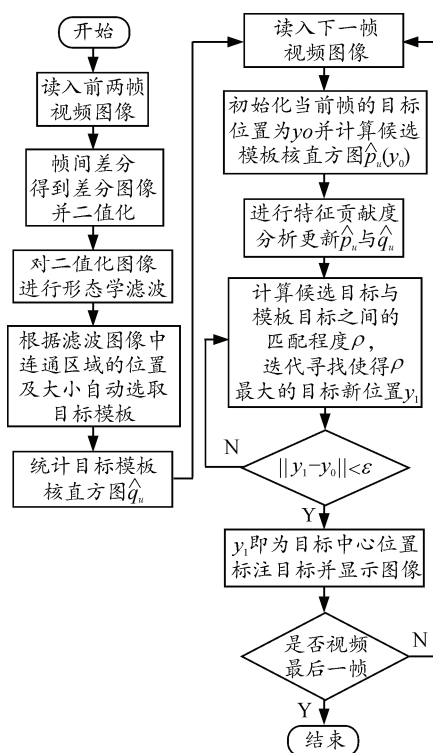 开始
读入前两帧
视频图像
帧间差分
得到差分图像
并二值化
对二值化图像
进行形态学滤波
根据滤波图像中
连通区域的位置
及大小自动选取
目标模板
统计目标模板
核直方图q̂ᵤ
读入下一帧
视频图像
初始化当前帧的目标
位置为yo并计算候选
模板核直方图p̂ᵤ(y₀)
进行特征贡献度
分析更新p̂ᵤ与q̂ᵤ
计算候选目标与
模板目标之间的
匹配程度ρ，
迭代寻找使得ρ
最大的目标新位置y₁
N
||y₁−y₀||<ε
Y
y₁即为目标中心位置
标注目标并显示图像
是否视频
最后一帧
N
Y
结束